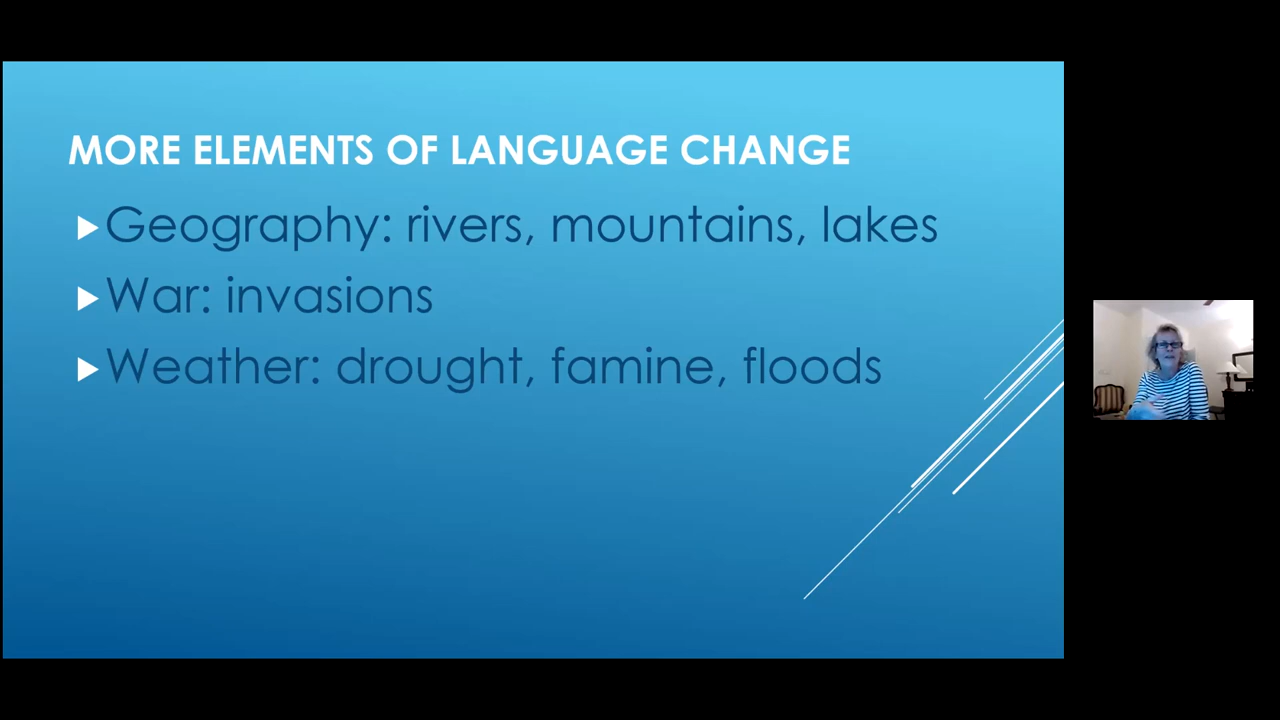 MORE ELEMENTS OF LANGUAGE CHANGE
Geography: rivers, mountains, lakes
War: invasions
Weather: drought, famine, floods